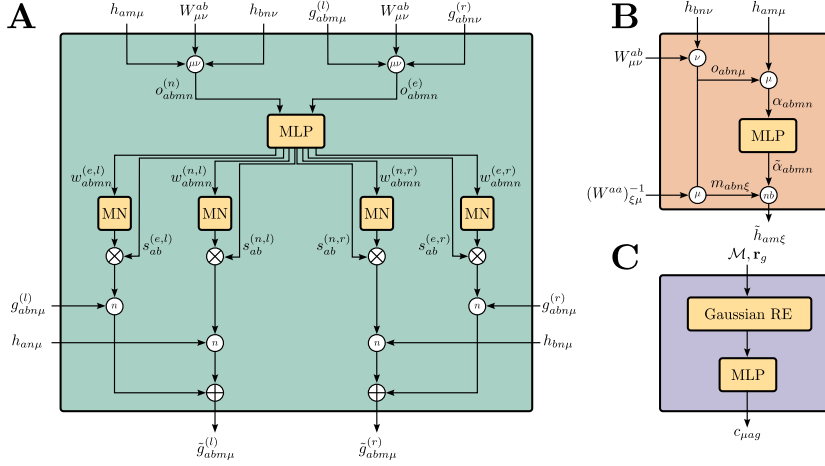 A
h_{amμ} W^{ab}_{μν} h_{bnν} g^{(l)}_{abmμ} W^{ab}_{μν} g^{(r)}_{abnν}
μν μν
o^{(n)}_{abmn} o^{(e)}_{abmn}
MLP
w^{(e,l)}_{abmn} w^{(n,l)}_{abmn} w^{(n,r)}_{abmn} w^{(e,r)}_{abmn}
MN MN MN MN
s^{(e,l)}_{ab} s^{(n,l)}_{ab} s^{(n,r)}_{ab} s^{(e,r)}_{ab}
g^{(l)}_{abnμ} n n g^{(r)}_{abnμ}
h_{anμ} n n h_{bnμ}
g̃^{(l)}_{abmμ} g̃^{(r)}_{abmμ}
B
h_{bnν} h_{amμ}
W^{ab}_{μν} ν
o_{abnμ} μ
α_{abmn}
MLP
α̃_{abmn}
(W^{aa})^{-1}_{ξμ} μ m_{abnξ} nb
h̃_{amξ}
C
ℳ, r_g
Gaussian RE
MLP
c_{μag}